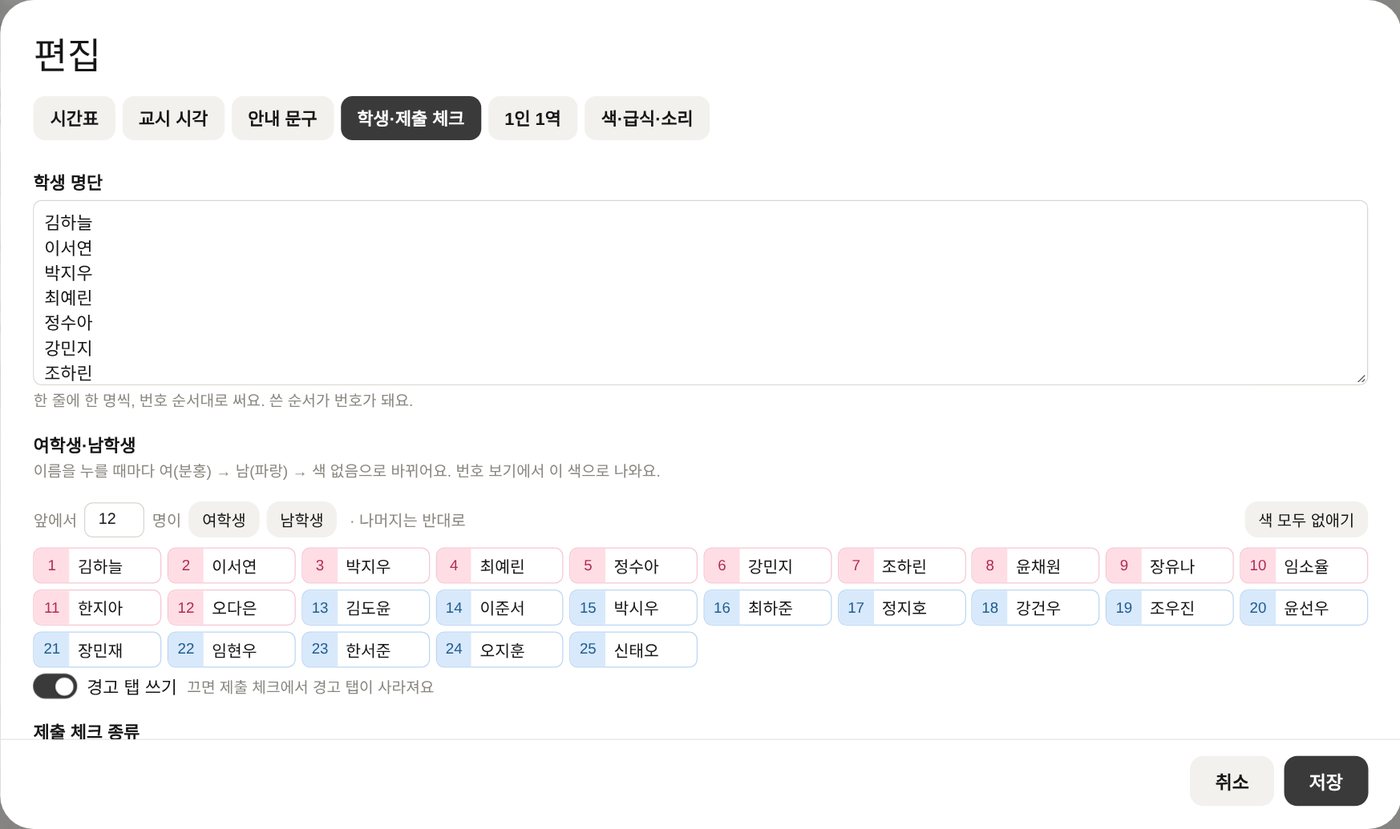 편집
시간표 교시 시각 안내 문구 학생·제출 체크 1인 1역 색·급식·소리
학생 명단
김하늘
이서연
박지우
최예린
정수아
강민지
조하린
한 줄에 한 명씩, 번호 순서대로 써요. 쓴 순서가 번호가 돼요.
여학생·남학생
이름을 누를 때마다 여(분홍) → 남(파랑) → 색 없음으로 바뀌어요. 번호 보기에서 이 색으로 나와요.
앞에서 12 명이 여학생 남학생 · 나머지는 반대로 색 모두 없애기
1 김하늘 2 이서연 3 박지우 4 최예린 5 정수아 6 강민지 7 조하린 8 윤채원 9 장유나 10 임소율
11 한지아 12 오다은 13 김도윤 14 이준서 15 박시우 16 최하준 17 정지호 18 강건우 19 조우진 20 윤선우
21 장민재 22 임현우 23 한서준 24 오지훈 25 신태오
경고 탭 쓰기 끄면 제출 체크에서 경고 탭이 사라져요
제출 체크 종류
취소 저장